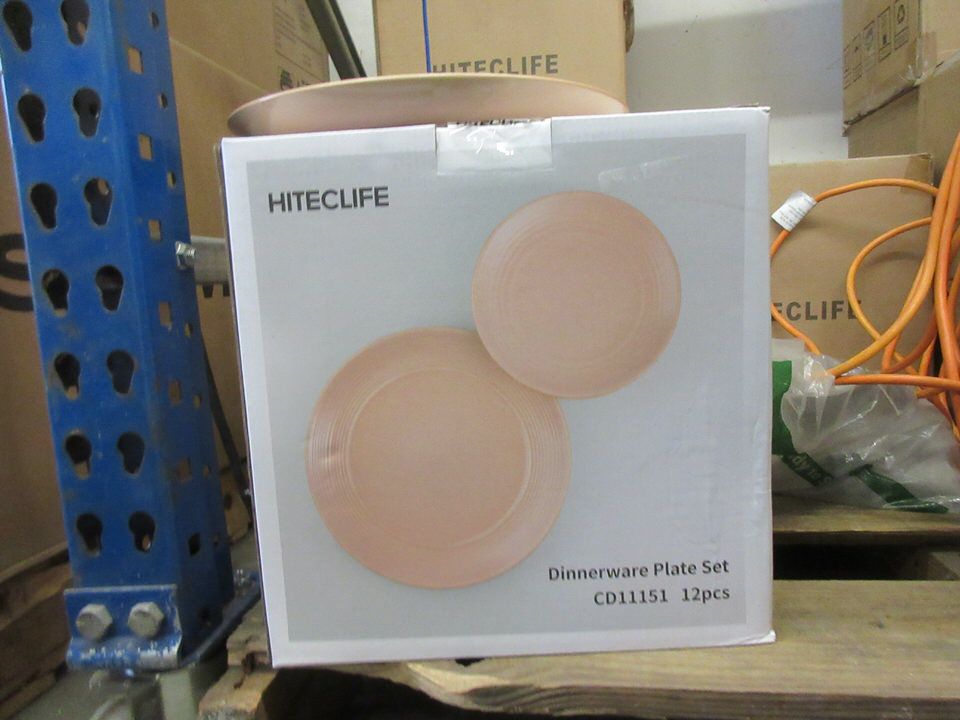 HITECLIFE
HITECLIFE
ECLIFE
Dinnerware Plate Set
CD11151 12pcs